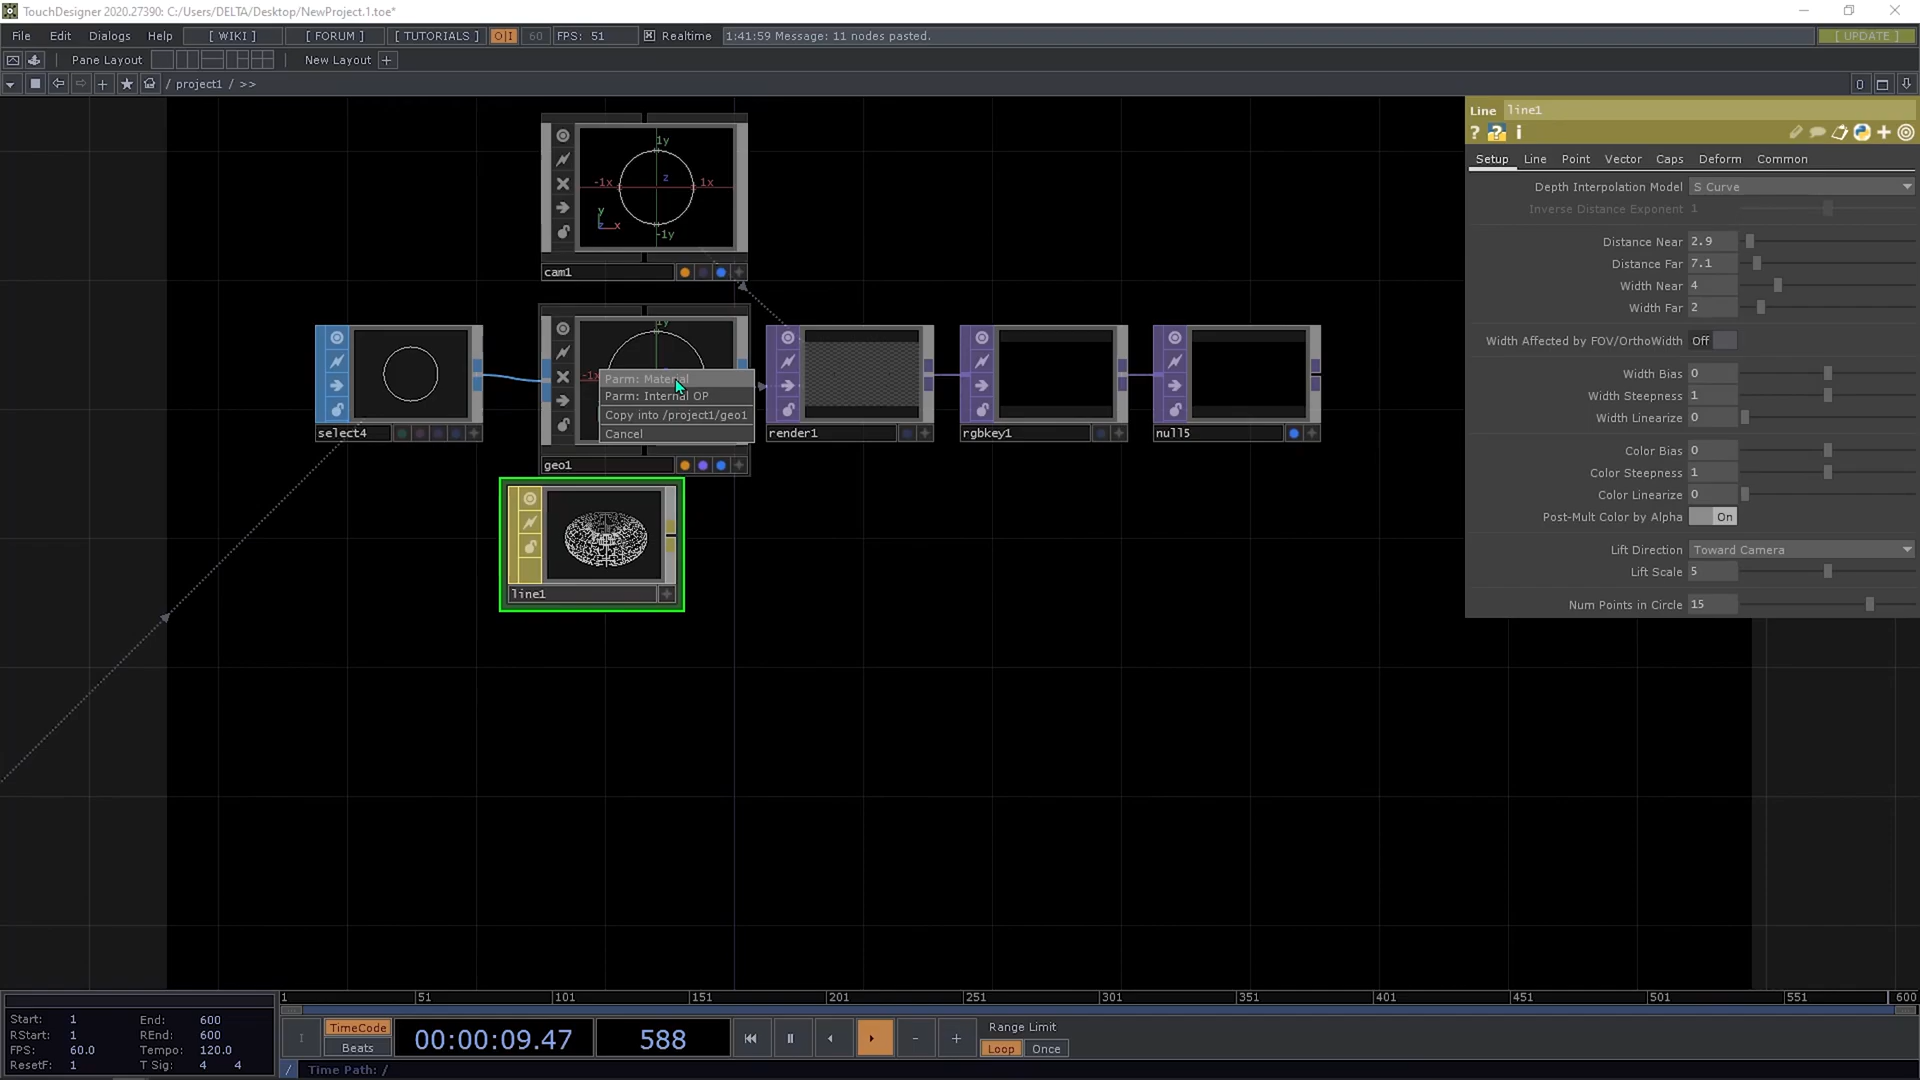 TouchDesigner 2020.27390: C:/Users/DELTA/Desktop/NewProject.1.toe*
File Edit Dialogs Help [ WIKI ] [ FORUM ] [ TUTORIALS ] O|I 60 FPS: 51 Realtime 1:41:59 Message: 11 nodes pasted. [ UPDATE ]
Pane Layout New Layout +
/ project1 / >> 0
Line line1
? ? i
Setup Line Point Vector Caps Deform Common
Depth Interpolation Model S Curve
Inverse Distance Exponent 1
Distance Near 2.9
Distance Far 7.1
Width Near 4
Width Far 2
Width Affected by FOV/OrthoWidth Off
Width Bias 0
Width Steepness 1
Width Linearize 0
Color Bias 0
Color Steepness 1
Color Linearize 0
Post-Mult Color by Alpha On
Lift Direction Toward Camera
Lift Scale 5
Num Points in Circle 15
1y
-1x z 1x
y
x
-1y
cam1
1y
-1x
Parm: Material
Parm: Internal OP
Copy into /project1/geo1
Cancel
select4 render1 rgbkey1 null5
geo1
line1
1 51 101 151 201 251 301 351 401 451 501 551 600
Start: 1 End: 600
RStart: 1 REnd: 600
FPS: 60.0 Tempo: 120.0
ResetF: 1 T Sig: 4 4
TimeCode
Beats
00:00:09.47 588
Range Limit
Loop Once
/ Time Path: /